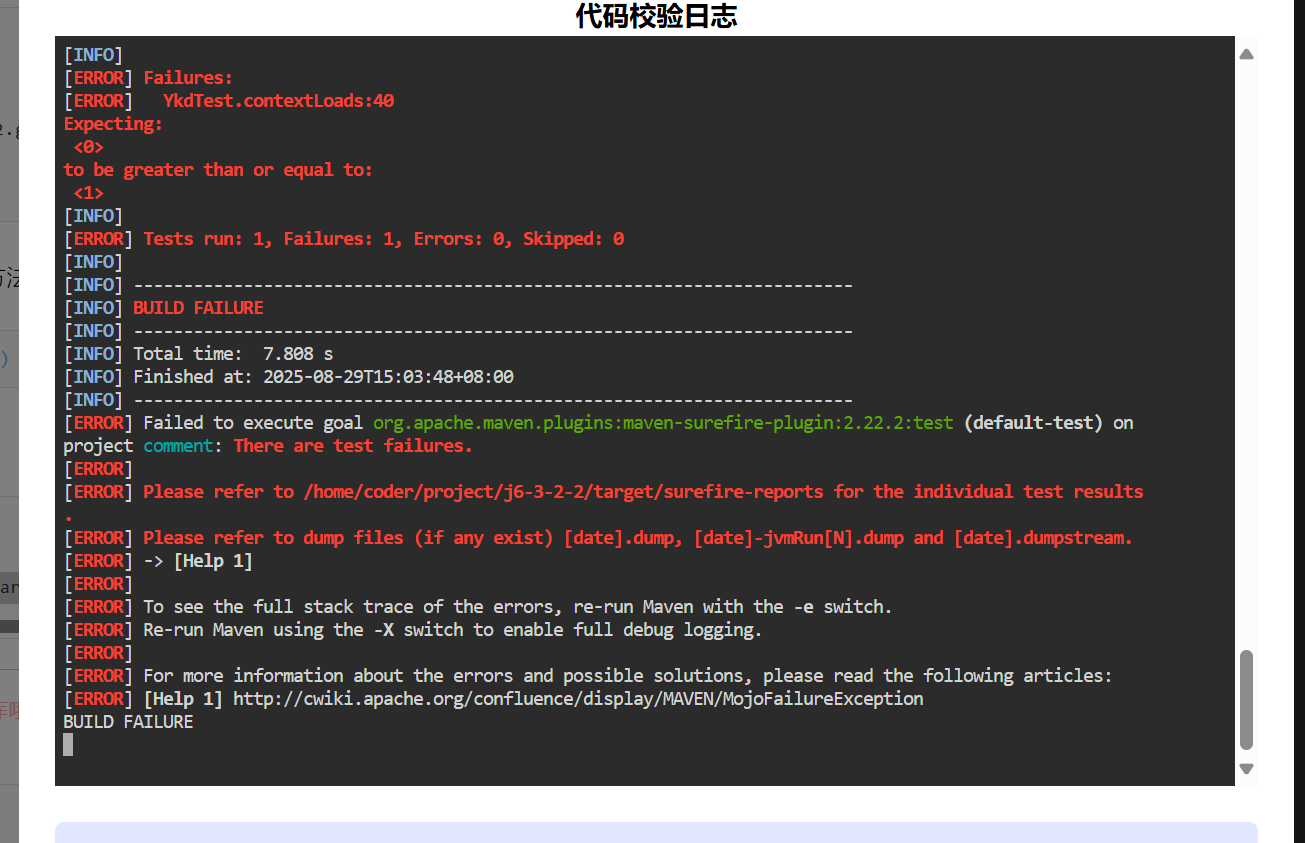 代码校验日志
[INFO]
[ERROR] Failures:
[ERROR]   YkdTest.contextLoads:40
Expecting:
 <0>
to be greater than or equal to:
 <1>
[INFO]
[ERROR] Tests run: 1, Failures: 1, Errors: 0, Skipped: 0
[INFO]
[INFO] ------------------------------------------------------------------------
[INFO] BUILD FAILURE
[INFO] ------------------------------------------------------------------------
[INFO] Total time:  7.808 s
[INFO] Finished at: 2025-08-29T15:03:48+08:00
[INFO] ------------------------------------------------------------------------
[ERROR] Failed to execute goal org.apache.maven.plugins:maven-surefire-plugin:2.22.2:test (default-test) on
project comment: There are test failures.
[ERROR]
[ERROR] Please refer to /home/coder/project/j6-3-2-2/target/surefire-reports for the individual test results
.
[ERROR] Please refer to dump files (if any exist) [date].dump, [date]-jvmRun[N].dump and [date].dumpstream.
[ERROR] -> [Help 1]
[ERROR]
[ERROR] To see the full stack trace of the errors, re-run Maven with the -e switch.
[ERROR] Re-run Maven using the -X switch to enable full debug logging.
[ERROR]
[ERROR] For more information about the errors and possible solutions, please read the following articles:
[ERROR] [Help 1] http://cwiki.apache.org/confluence/display/MAVEN/MojoFailureException
BUILD FAILURE